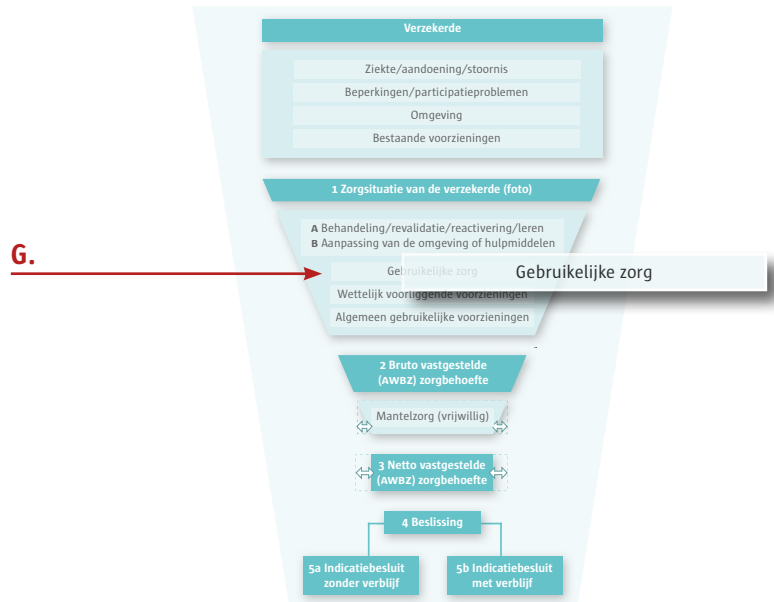 Verzekerde
Ziekte/aandoening/stoornis
Beperkingen/participatieproblemen
Omgeving
Bestaande voorzieningen
1 Zorgsituatie van de verzekerde (foto)
A Behandeling/revalidatie/reactivering/leren
B Aanpassing van de omgeving of hulpmiddelen
G.
Gebruikelijke zorg
Gebruikelijke zorg
Wettelijk voorliggende voorzieningen
Algemeen gebruikelijke voorzieningen
2 Bruto vastgestelde
(AWBZ) zorgbehoefte
Mantelzorg (vrijwillig)
3 Netto vastgestelde
(AWBZ) zorgbehoefte
4 Beslissing
5a Indicatiebesluit
zonder verblijf
5b Indicatiebesluit
met verblijf